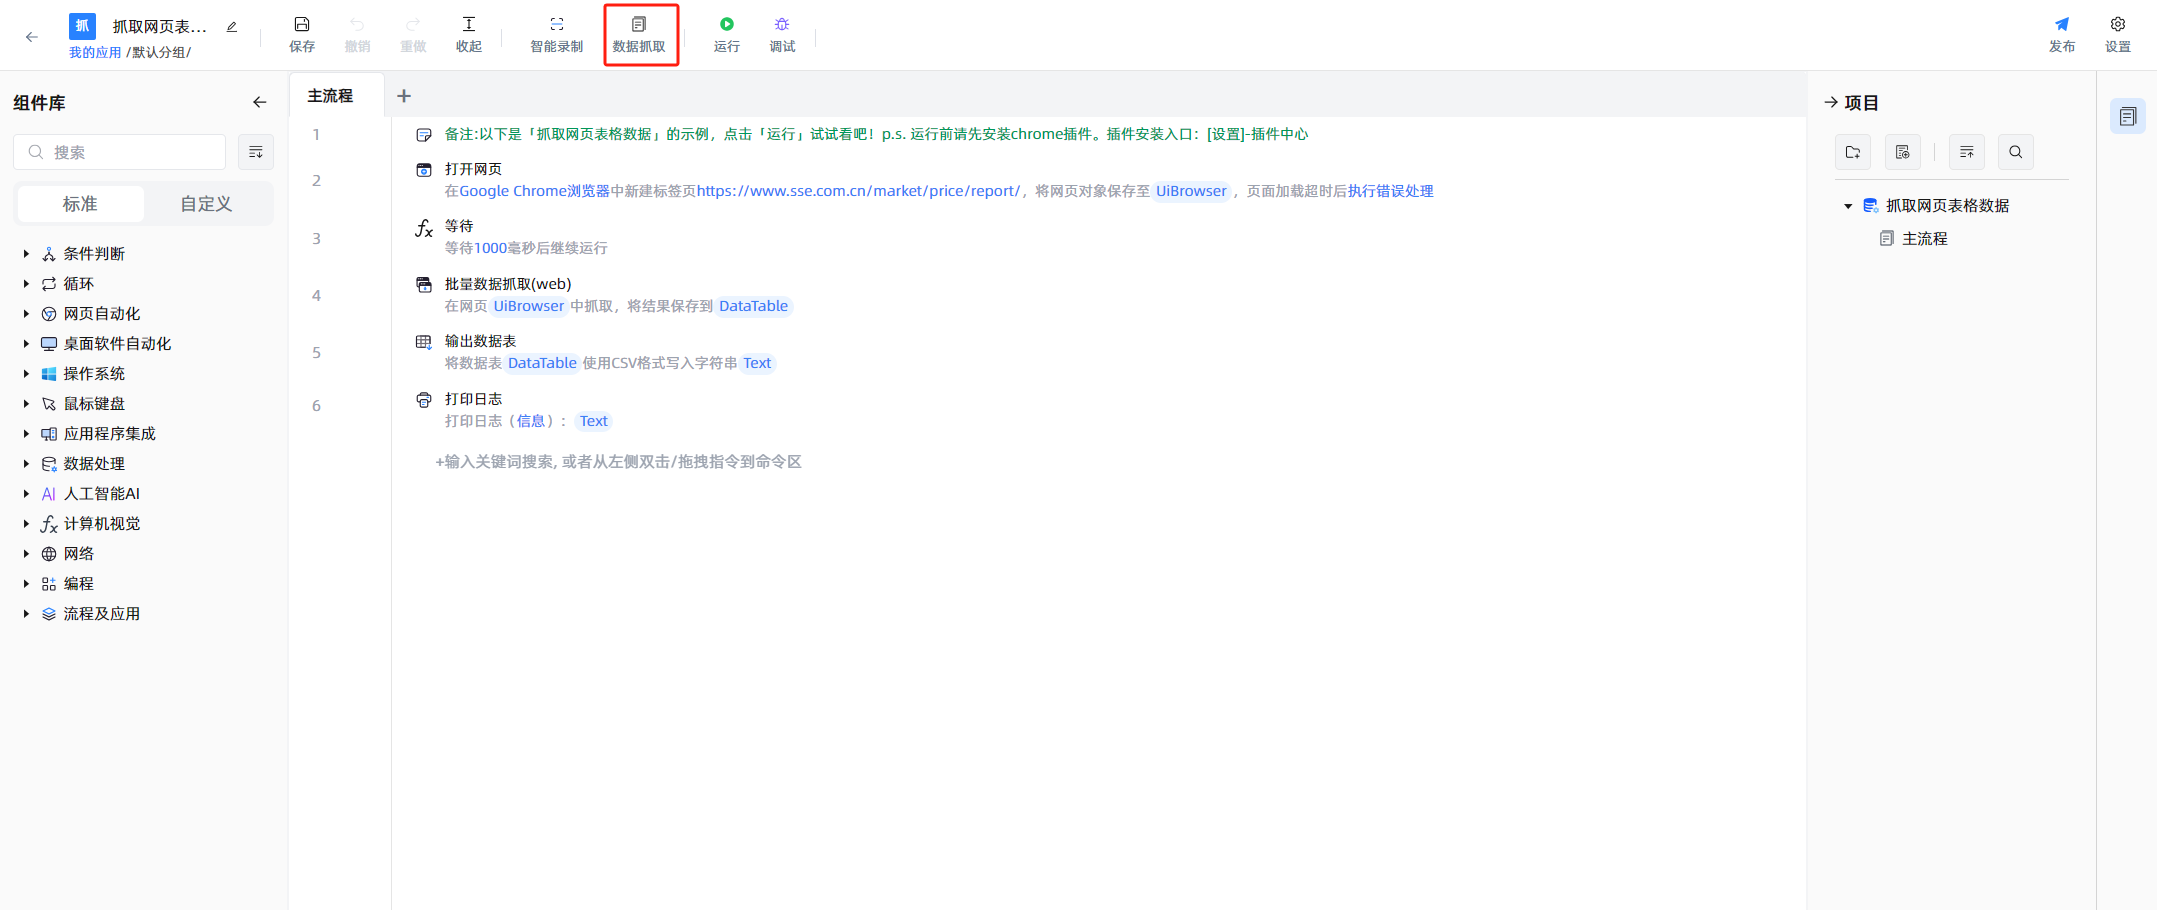 抓 抓取网页表...
我的应用 /默认分组/
保存
撤销
重做
收起
智能录制
数据抓取
运行
调试
发布
设置
组件库
搜索
标准
自定义
条件判断
循环
网页自动化
桌面软件自动化
操作系统
鼠标键盘
应用程序集成
数据处理
AI 人工智能AI
fx 计算机视觉
网络
编程
流程及应用
主流程 +
1 备注:以下是「抓取网页表格数据」的示例，点击「运行」试试看吧！p.s. 运行前请先安装chrome插件。插件安装入口：[设置]-插件中心
2 打开网页
在Google Chrome浏览器中新建标签页https://www.sse.com.cn/market/price/report/，将网页对象保存至 UiBrowser ，页面加载超时后执行错误处理
3 fx 等待
等待1000毫秒后继续运行
4 批量数据抓取(web)
在网页 UiBrowser 中抓取，将结果保存到 DataTable
5 输出数据表
将数据表 DataTable 使用CSV格式写入字符串 Text
6 打印日志
打印日志（信息）： Text
+输入关键词搜索, 或者从左侧双击/拖拽指令到命令区
项目
抓取网页表格数据
主流程